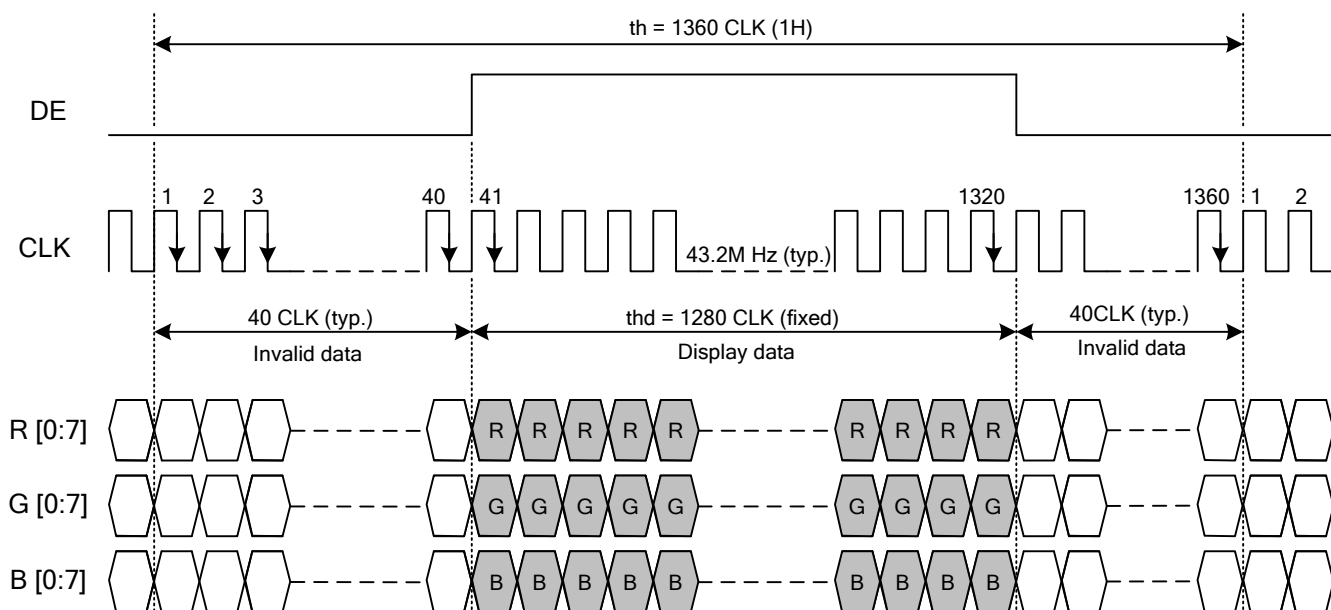 th = 1360 CLK (1H)
DE
1 2 3 40 41 1320 1360 1 2
CLK
43.2M Hz (typ.)
40 CLK (typ.) thd = 1280 CLK (fixed) 40CLK (typ.)
Invalid data Display data Invalid data
R [0:7] R R R R R R R R R
G [0:7] G G G G G G G G G
B [0:7] B B B B B B B B B